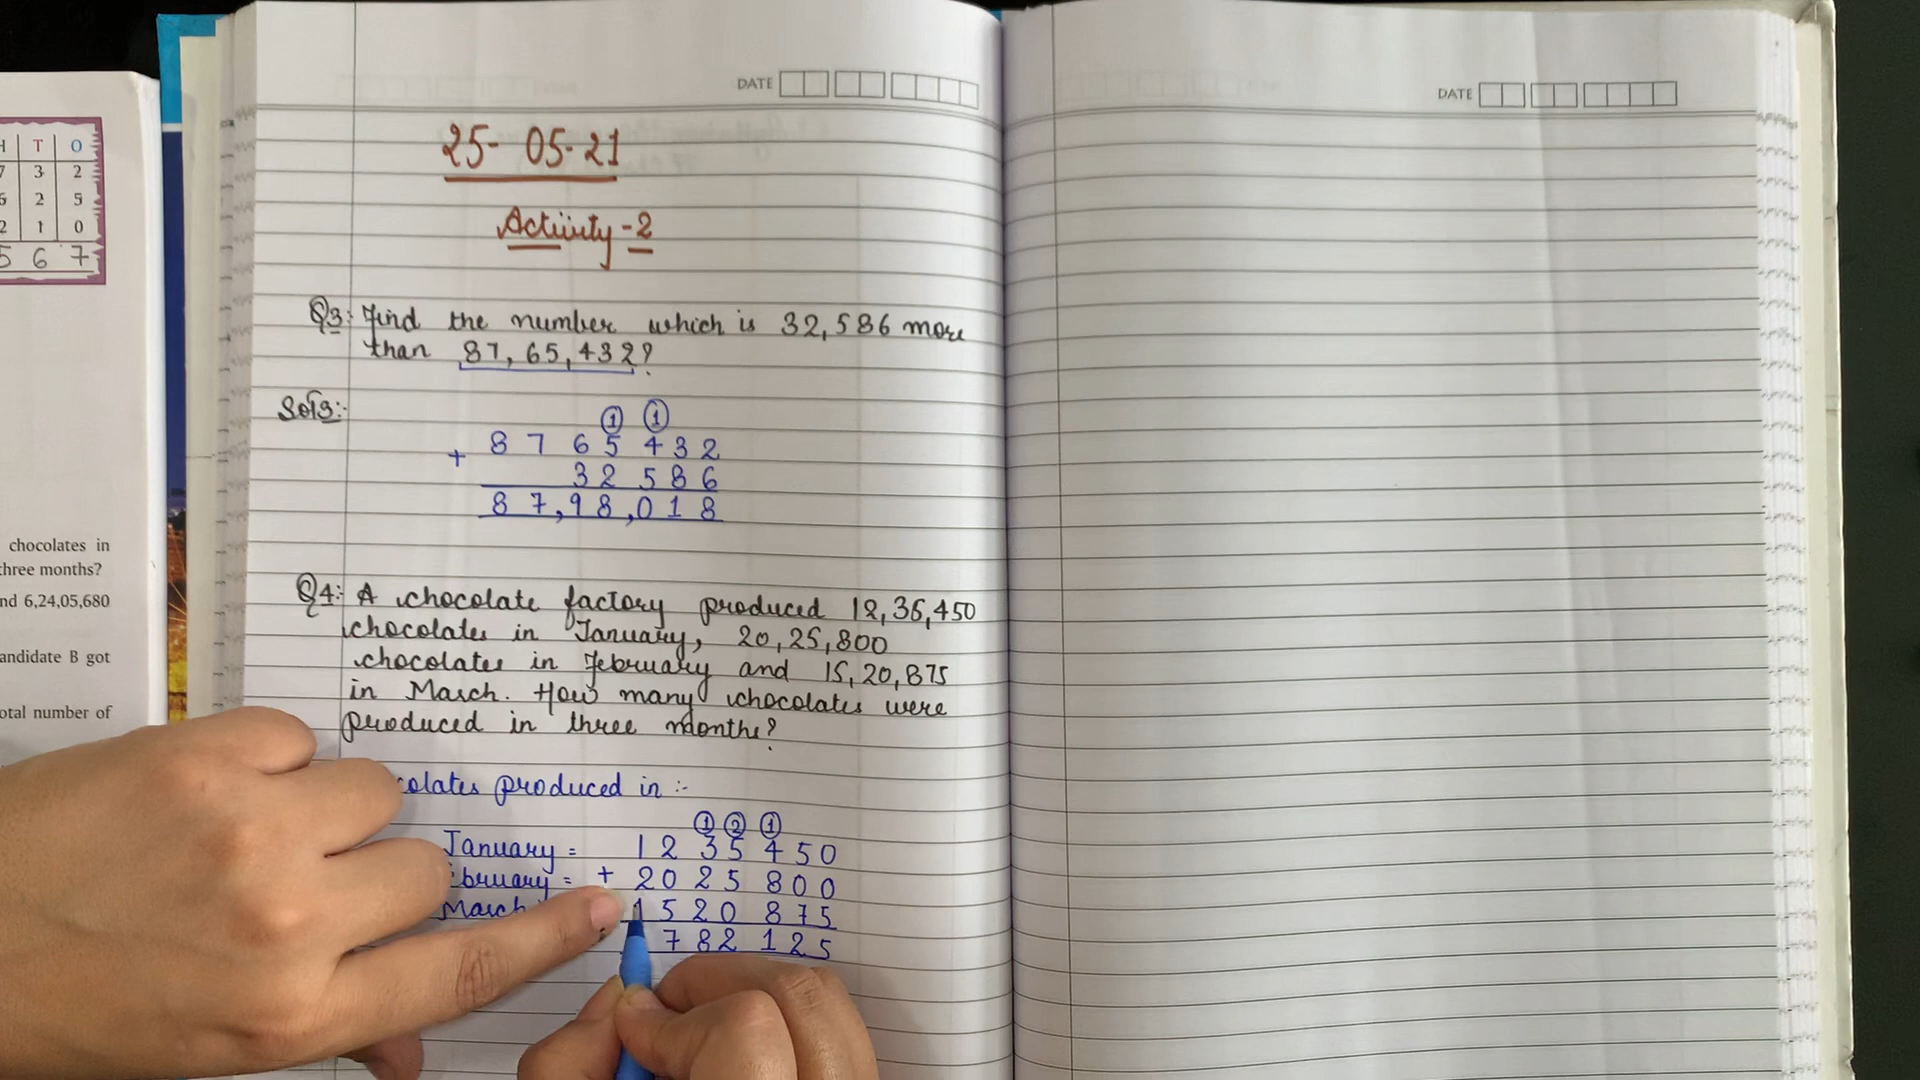 H T O
7 3 2
6 2 5
2 1 0
5 6 7
chocolates in
three months?
nd 6,24,05,680
andidate B got
otal number of
DATE
25-05-21
Activity-2
Q3: Find the number which is 32,586 more
than 87,65,432?
Sol3:-
1 1
8 7 6 5 4 3 2
+ 3 2 5 8 6
8 7,9 8,0 1 8
Q4: A chocolate factory produced 12,35,450
chocolates in January, 20,25,800
chocolates in February and 15,20,875
in March. How many chocolates were
produced in three months?
colates produced in :-
1 2 1
January = 1 2 3 5 4 5 0
bruary = + 2 0 2 5 8 0 0
March 1 5 2 0 8 7 5
7 8 2 1 2 5
DATE